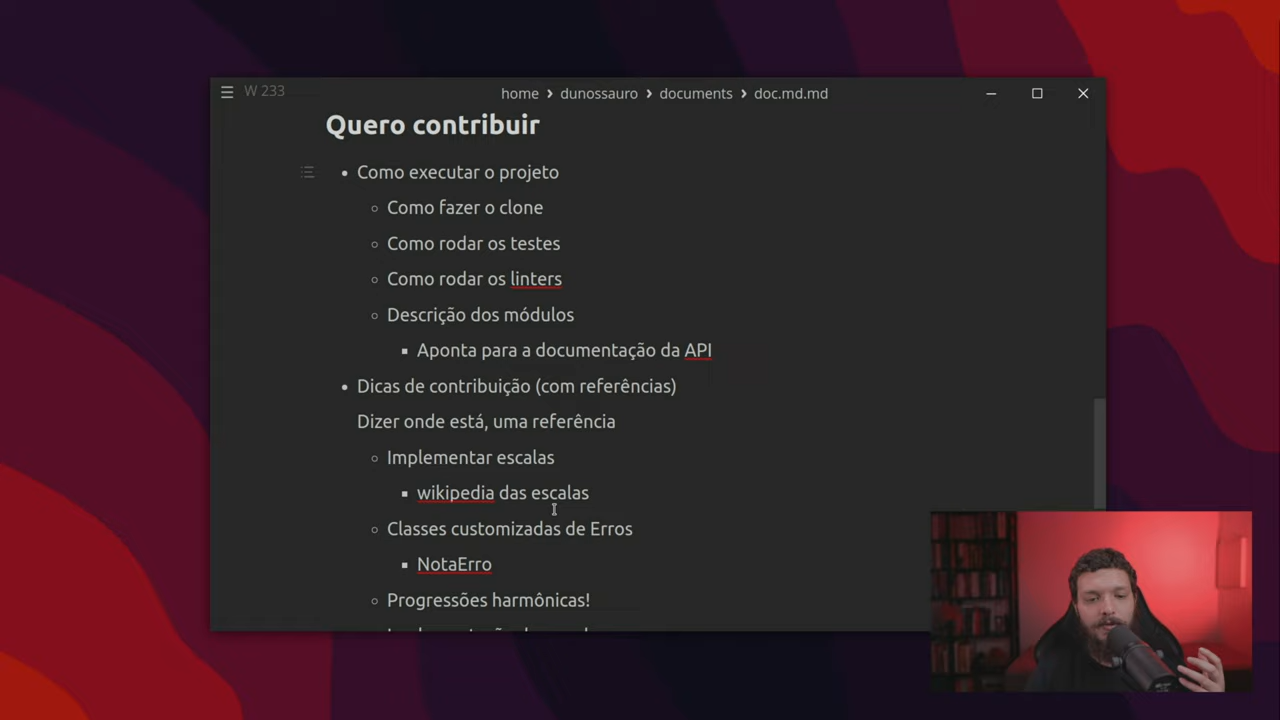 W 233
home › dunossauro › documents › doc.md.md
Quero contribuir
Como executar o projeto
Como fazer o clone
Como rodar os testes
Como rodar os linters
Descrição dos módulos
Aponta para a documentação da API
Dicas de contribuição (com referências)
Dizer onde está, uma referência
Implementar escalas
wikipedia das escalas
Classes customizadas de Erros
NotaErro
Progressões harmônicas!